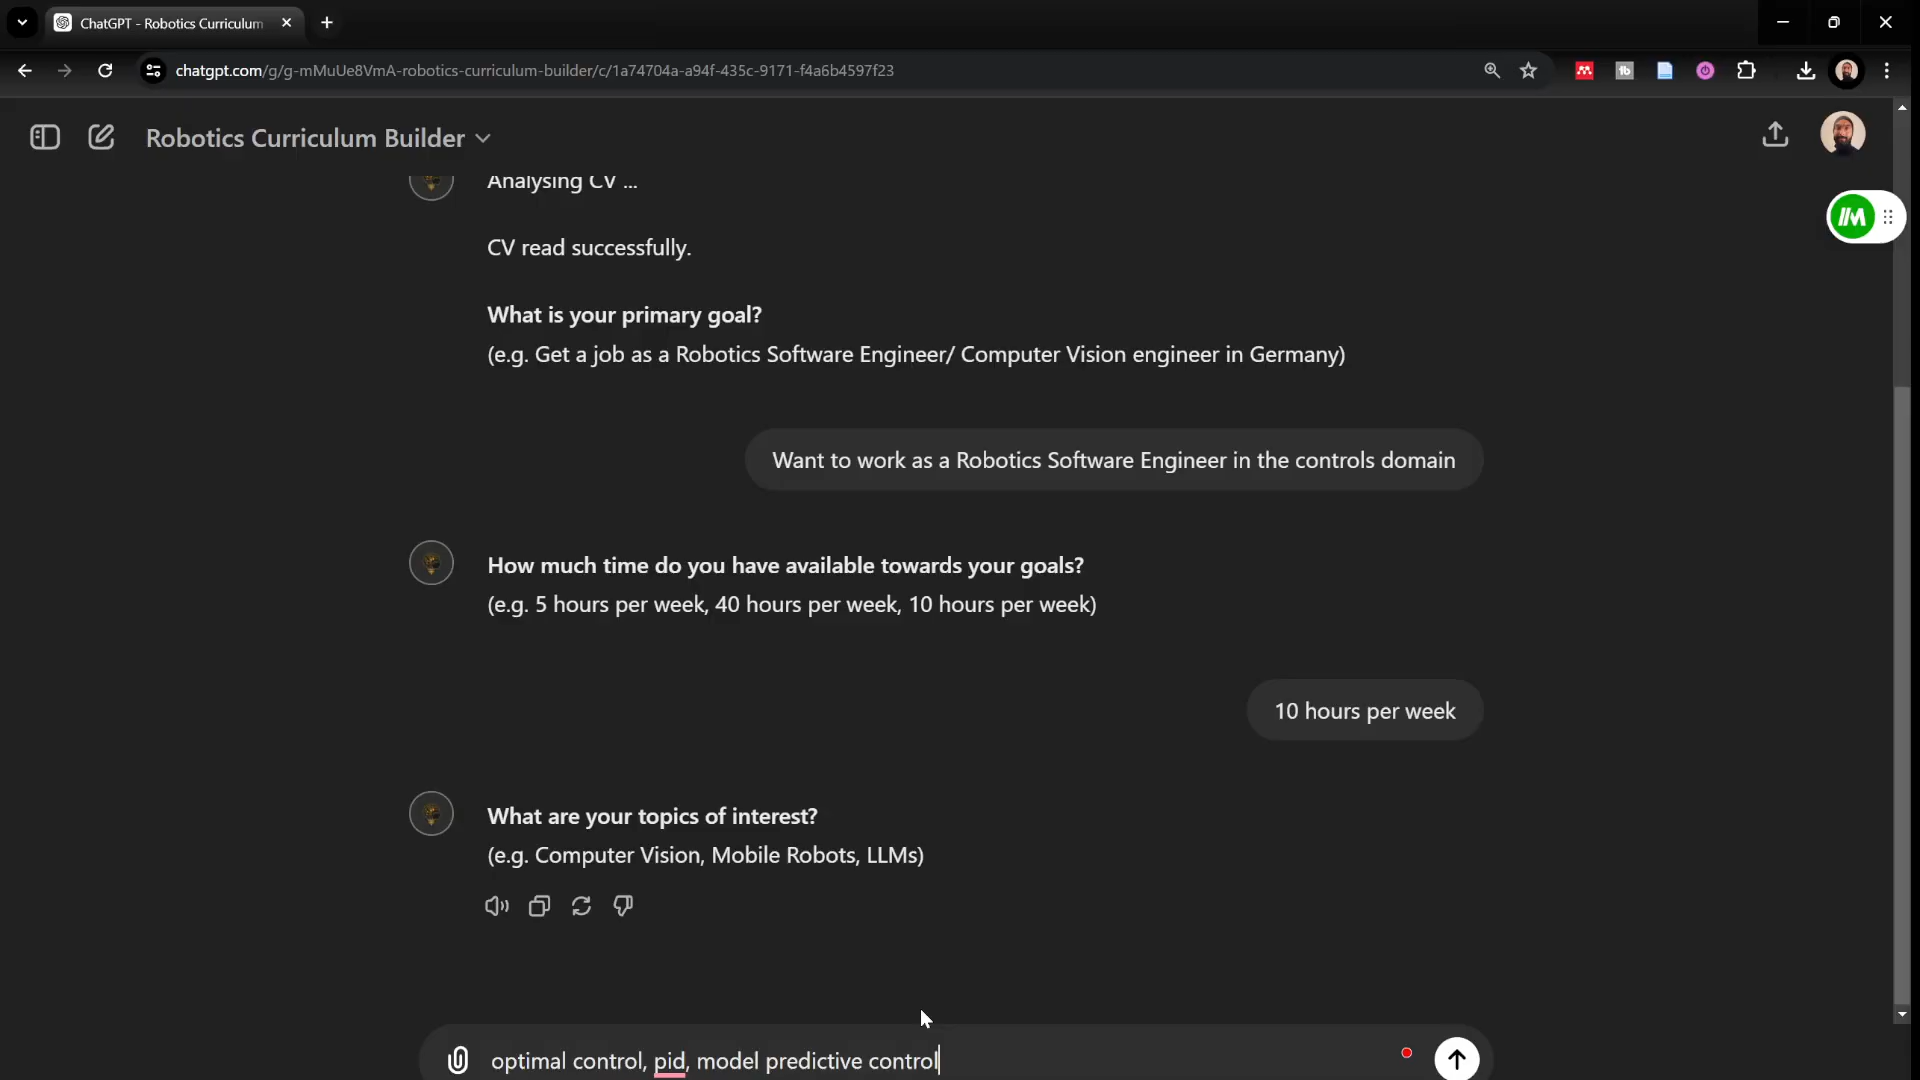 ChatGPT - Robotics Curriculum
chatgpt.com/g/g-mMuUe8VmA-robotics-curriculum-builder/c/1a74704a-a94f-435c-9171-f4a6b4597f23
Robotics Curriculum Builder
Analysing CV ...
CV read successfully.
What is your primary goal?
(e.g. Get a job as a Robotics Software Engineer/ Computer Vision engineer in Germany)
Want to work as a Robotics Software Engineer in the controls domain
How much time do you have available towards your goals?
(e.g. 5 hours per week, 40 hours per week, 10 hours per week)
10 hours per week
What are your topics of interest?
(e.g. Computer Vision, Mobile Robots, LLMs)
optimal control, pid, model predictive control